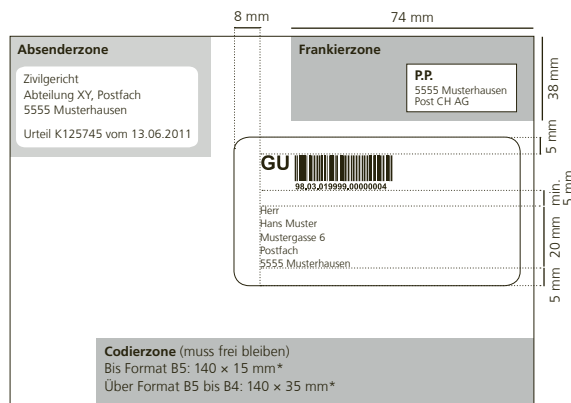 8 mm
74 mm
Absenderzone
Zivilgericht
Abteilung XY, Postfach
5555 Musterhausen
Urteil K125745 vom 13.06.2011
Frankierzone
P.P.
5555 Musterhausen
Post CH AG
38 mm
5 mm
GU
98.03.019999.00000004
min.
5 mm
Herr
Hans Muster
Mustergasse 6
Postfach
5555 Musterhausen
20 mm
5 mm
Codierzone (muss frei bleiben)
Bis Format B5: 140 × 15 mm*
Über Format B5 bis B4: 140 × 35 mm*